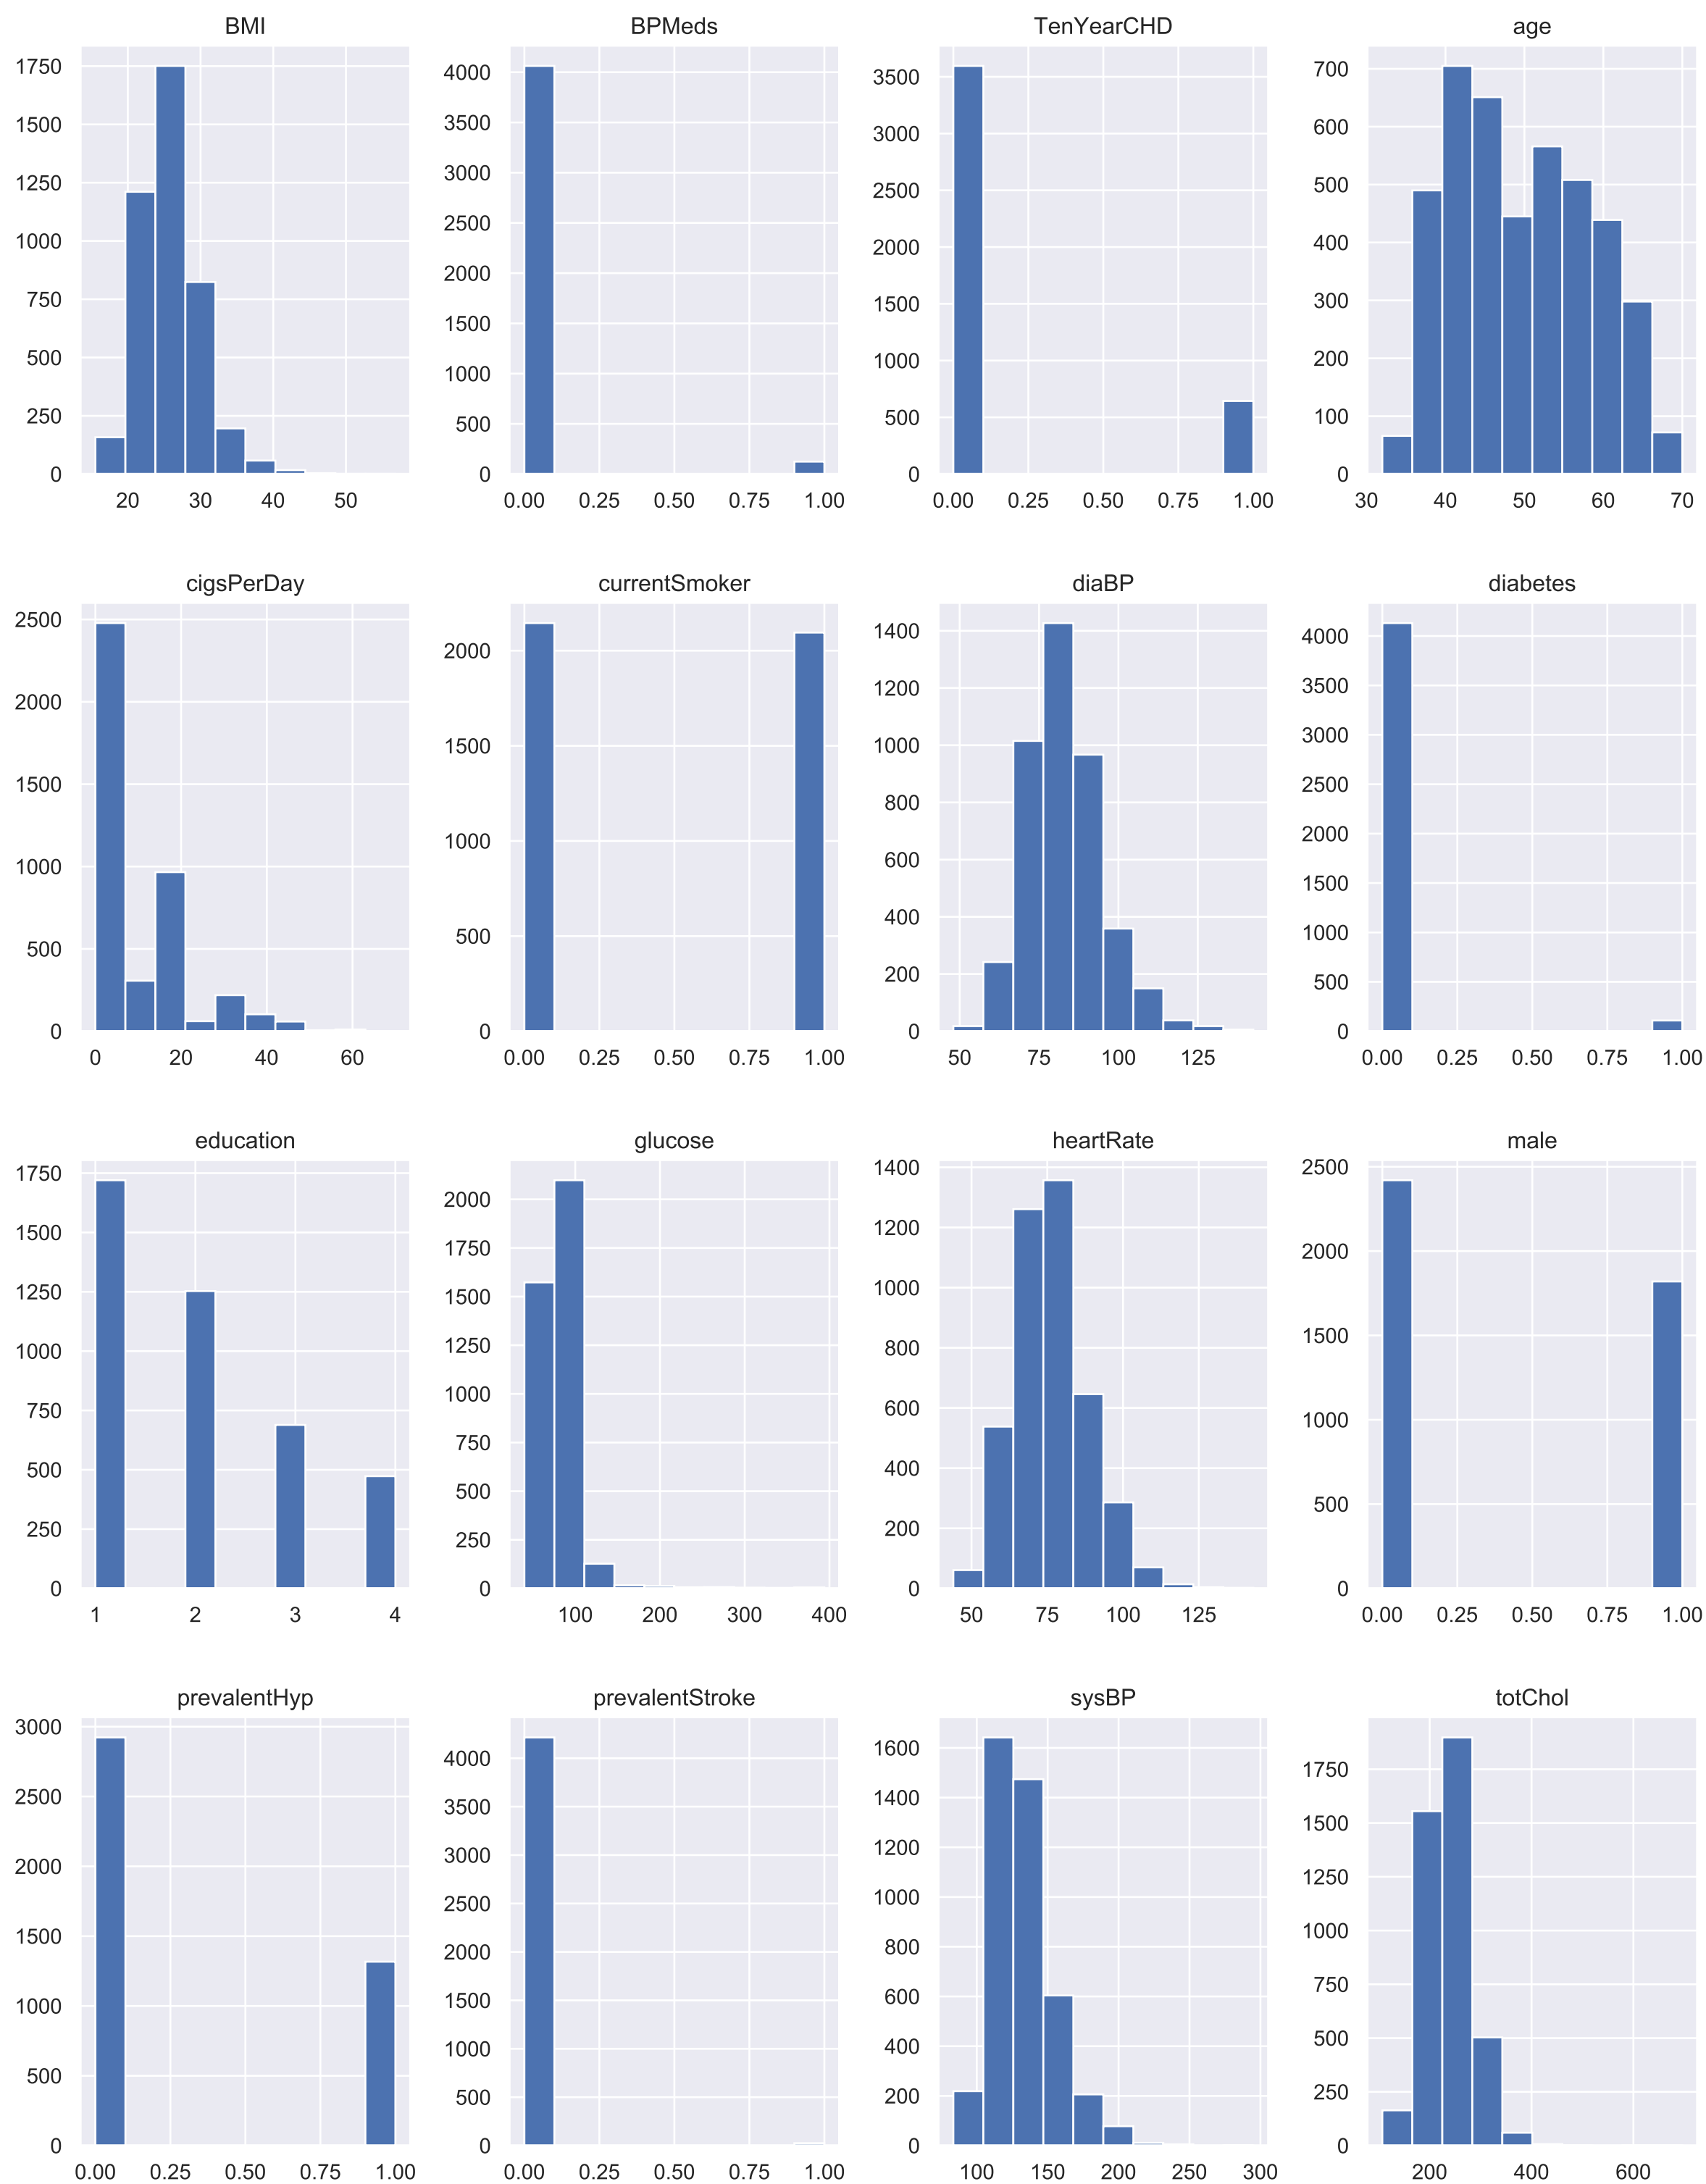 BMI BPMeds TenYearCHD age
1750 4000 3500 700
1500 3500 3000 600
1250 3000 2500 500
1000 2500 2000 400
750 2000 1500 300
500 1500 1000 200
250 1000 500 100
0 500 0 0
0
20 30 40 50 0.00 0.25 0.50 0.75 1.00 0.00 0.25 0.50 0.75 1.00 30 40 50 60 70
cigsPerDay currentSmoker diaBP diabetes
2500 2000 1400 4000
2000 1500 1200 3500
1500 1000 1000 3000
1000 500 800 2500
500 0 600 2000
0 400 1500
200 1000
0 500
0
0 20 40 60 0.00 0.25 0.50 0.75 1.00 50 75 100 125 0.00 0.25 0.50 0.75 1.00
education glucose heartRate male
1750 2000 1400 2500
1500 1750 1200 2000
1250 1500 1000 1500
1000 1250 800 1000
750 1000 600 500
500 750 400 0
250 500 200
0 250 0
0
1 2 3 4 100 200 300 400 50 75 100 125 0.00 0.25 0.50 0.75 1.00
prevalentHyp prevalentStroke sysBP totChol
3000 4000 1600 1750
2500 3500 1400 1500
2000 3000 1200 1250
1500 2500 1000 1000
1000 2000 800 750
500 1500 600 500
0 1000 400 250
500 200 0
0 0
0.00 0.25 0.50 0.75 1.00 0.00 0.25 0.50 0.75 1.00 100 150 200 250 300 200 400 600